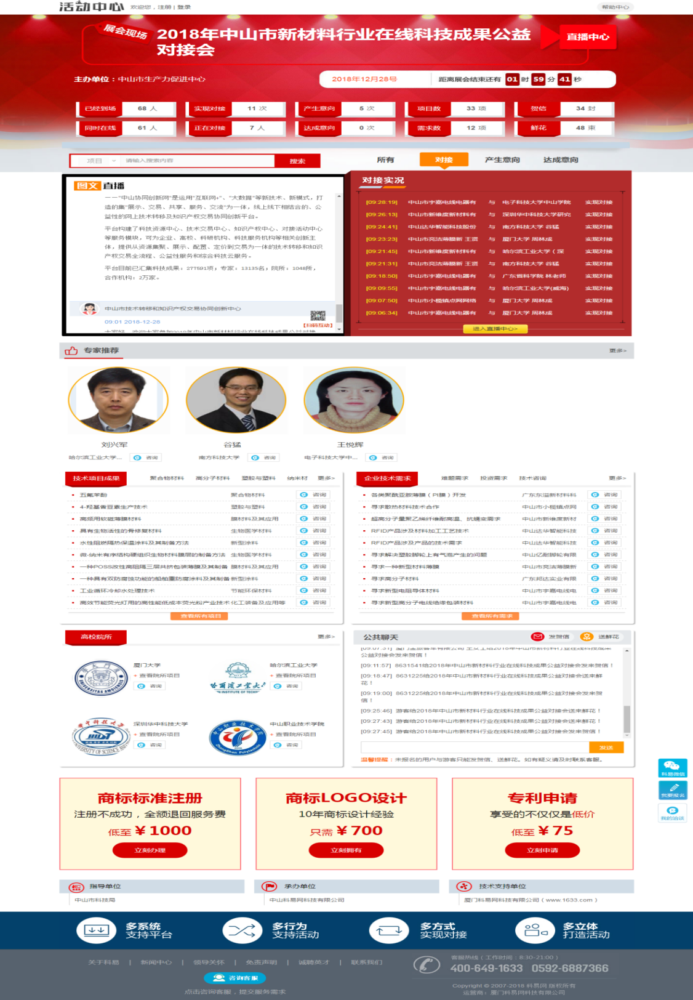 活动中心 欢迎您，注册 | 登录 帮助中心
展会现场
2018年中山市新材料行业在线科技成果公益
对接会
直播中心
主办单位：中山市生产力促进中心
2018年12月28号 距离展会结束还有 01 时 59 分 41 秒
已经到场 68 人 实现对接 11 次 产生意向 5 次 项目数 33 项 贺信 34 封
同时在线 61 人 正在对接 7 人 达成意向 0 次 需求数 12 项 鲜花 48 束
项目 请输入搜索内容 搜索 所有 对接 产生意向 达成意向
图文 直播
——"中山协同创新网"是运用"互联网+"、"大数据"等新技术、新模式，打
造的集"展示、交易、共享、服务、交流"为一体，线上线下相结合的、公
益性的网上技术转移及知识产权交易协同创新平台。
平台构建了科技资源中心、技术交易中心、知识产权中心、对接活动中心
等服务模块，可为企业、高校、科研机构、科技服务机构等相关创新主
体，提供从资源集聚、展示、配置、定价到交易为一体的技术转移和知识
产权交易全流程、公益性服务和综合科技云服务。
平台目前已汇集科技成果：277591项；专家：13135名；院所：1048所，
合作机构：2万家。
中山市技术转移和知识产权交易协同创新中心
09:01 2018-12-28
【扫码互动】
大家好，欢迎大家参加2018年中山市新材料行业在线科技成果公益对接
对接实况
[09:28:19] 中山市宇嘉电线电器有 与 电子科技大学中山学院 实现对接
[09:26:13] 中山市新维度新材料有 与 深圳华中科技大学研究 实现对接
[09:24:41] 中山达华智能科技股份 与 南方科技大学 谷猛 实现对接
[09:23:23] 中山市亮洁薄膜新 王贤 与 厦门大学 周林成 实现对接
[09:21:45] 中山市新维度新材料有 与 哈尔滨工业大学（深 实现对接
[09:21:31] 中山市亮洁薄膜新 王贤 与 南方科技大学 谷猛 实现对接
[09:18:50] 中山市宇嘉电线电器有 与 广东省科学院 林老师 实现对接
[09:09:55] 中山市宇嘉电线电器有 与 哈尔滨工业大学(威海) 实现对接
[09:07:50] 中山市小榄镇点网网络 与 厦门大学 周林成 实现对接
[09:06:34] 中山市宇嘉电线电器有 与 厦门大学 周林成 实现对接
进入直播中心>
专家推荐 更多>
刘兴军 谷猛 王悦辉
哈尔滨工业大学... 咨询 南方科技大学 咨询 电子科技大学中... 咨询
技术项目成果 聚合物材料 高分子材料 塑胶与塑料 纳米材 更多>
五氟苯酚 聚合物材料 咨询
4-羟基香豆素生产技术 塑胶与塑料 咨询
高频用软磁薄膜材料 膜材料及其应用 咨询
具有生物活性的骨修复材料 生物医学材料 咨询
水性阻燃隔热保温涂料及其制备方法 新型涂料 咨询
微-纳米有序结构硬组织生物材料膜层的制备方法 生物医学材料 咨询
一种POSS改性高阻隔三层共挤包装薄膜及其制备 膜材料及其应用 咨询
一种具有双防腐蚀功能的船舶重防腐涂料及其制备 新型涂料 咨询
工业循环冷却水处理技术 节能环保材料 咨询
高效节能荧光灯用的高性能低成本荧光粉产业技术 化工装备及应用等 咨询
查看所有项目
企业技术需求 难题需求 投资需求 技术咨询 更多>
各类聚酰亚胺薄膜（PI膜）开发 广东东溢新材料科 咨询
寻求散热材料技术合作 中山市小榄镇点网 咨询
超高分子量聚乙烯纤维耐高温、抗蠕变需求 中山市新维度新材 咨询
RFID产品涉及材料加工工艺技术 中山达华智能科技 咨询
RFID产品涉及产品的技术需求 中山达华智能科技 咨询
寻求解决塑胶脚轮上有气泡产生的问题 中山亿耐脚轮有限 咨询
寻求一种新型材料薄膜 中山市亮洁薄膜新 咨询
寻求高分子材料 广东邦达实业有限 咨询
寻求新型电阻导体材料 中山市宇嘉电线电 咨询
寻求新型高分子电线绝缘包装材料 中山市宇嘉电线电 咨询
查看所有需求
高校院所 更多>
厦门大学
+ 查看院所项目
咨询
哈尔滨工业大学
+ 查看院所项目
咨询
深圳华中科技大学
+ 查看院所项目
咨询
中山职业技术学院
+ 查看院所项目
咨询
公共聊天 发贺信 送鲜花
[09:07:31] 厦门金旅客车有限公司 王女士给2018年中山市新材料行业在线科技成果
公益对接会发来贺信！
[09:11:57] 8631541给2018年中山市新材料行业在线科技成果公益对接会发来贺信！
[09:18:47] 8631225给2018年中山市新材料行业在线科技成果公益对接会送来鲜
花！
[09:19:00] 8631225给2018年中山市新材料行业在线科技成果公益对接会发来贺
信！
[09:25:46] 游客给2018年中山市新材料行业在线科技成果公益对接会送来鲜花！
[09:27:43] 游客给2018年中山市新材料行业在线科技成果公益对接会送来鲜花！
[09:27:45] 游客给2018年中山市新材料行业在线科技成果公益对接会发来贺信！
发送
温馨提醒：未报名的用户与游客只能发贺信、送鲜花。如有疑义请及时联系客服。
科易微信
我要报名
我的洽谈
商标标准注册
注册不成功，全额退回服务费
低至￥1000
立刻办理
商标LOGO设计
10年商标设计经验
只需￥700
立刻拥有
专利申请
享受的不仅仅是低价
低至￥75
立刻申请
指导单位 承办单位 技术支持单位
中山市科技局 中山科易网科技有限公司 厦门科易网科技有限公司（www.1633.com）
多系统 多行为 多方式 多立体
支持平台 支持活动 实现对接 打造活动
关于科易 | 新闻中心 | 领导关怀 | 免责声明 | 诚聘英才 | 联系我们
咨询客服
点击咨询客服，提交服务需求
客服热线（工作时间：8:30-21:00）
400-649-1633 0592-6887366
Copyright © 2007-2018 科易网 版权所有
运营商：厦门科易网科技有限公司